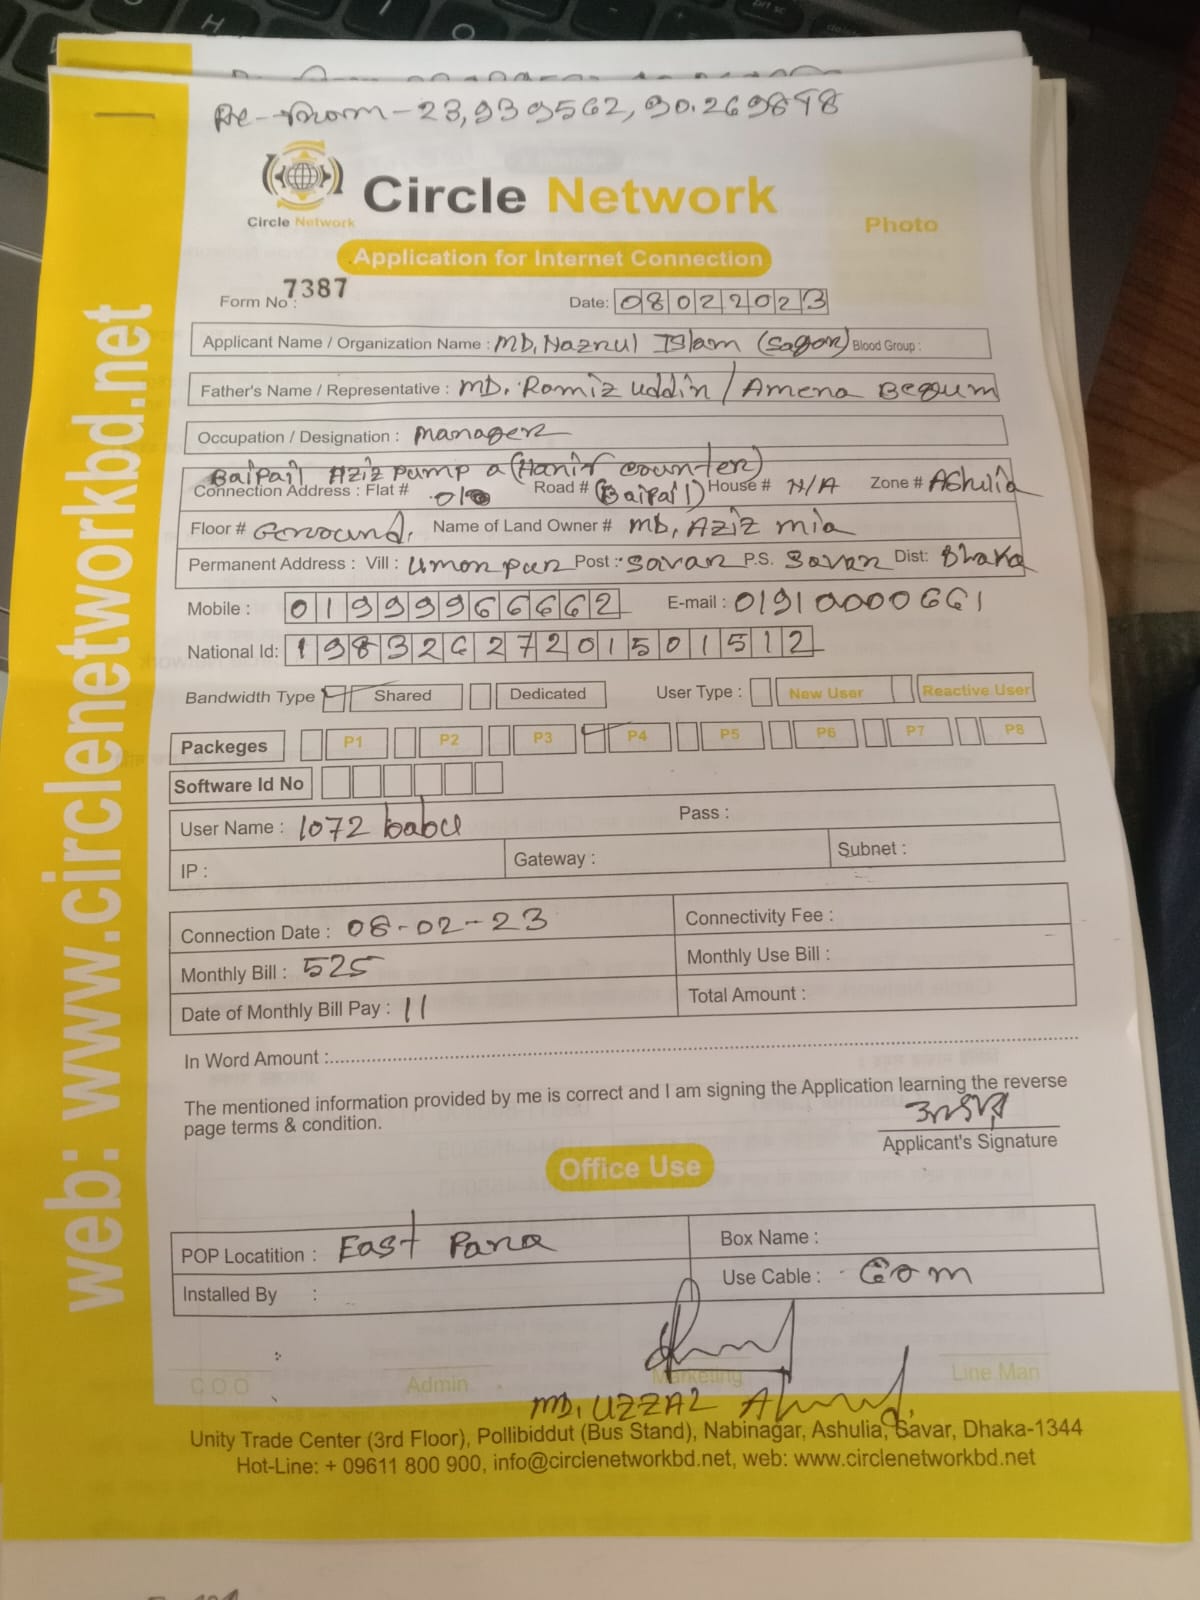 23,939562, 90.269898
Circle Network
Circle Network
Photo
Application for Internet Connection
Form No : 7387
Date: 08022023
Applicant Name / Organization Name : MD, Naznul Islam (Sagon) Blood Group :
Father's Name / Representative : MD. Ramiz Uddin / Amena Begum
Occupation / Designation : Manager
Baipail Aziz Pump a (Hanif counter)
Connection Address : Flat # Road # (Baipail) House # N/A Zone # Ashulia
Floor # Ground, Name of Land Owner # MD, Aziz mia
Permanent Address : Vill : Umonpur Post : Savar P.S. Savar Dist: Dhaka
Mobile : 01999966662 E-mail : 01910000661
National Id: 19832627201501512
Bandwidth Type Shared Dedicated User Type : New User Reactive User
Packeges P1 P2 P3 P4 P5 P6 P7 P8
Software Id No
User Name : 1072 babu Pass :
IP : Gateway : Subnet :
Connection Date : 08-02-23 Connectivity Fee :
Monthly Bill : 525 Monthly Use Bill :
Date of Monthly Bill Pay : 11 Total Amount :
In Word Amount :
The mentioned information provided by me is correct and I am signing the Application learning the reverse
page terms & condition.
Applicant's Signature
Office Use
POP Locatition : East Para Box Name :
Installed By : Use Cable :
C.O.O Admin Marketing Line Man
MD, UZZAL Ahmed
Unity Trade Center (3rd Floor), Pollibiddut (Bus Stand), Nabinagar, Ashulia, Savar, Dhaka-1344
Hot-Line: + 09611 800 900, info@circlenetworkbd.net, web: www.circlenetworkbd.net
web: www.circlenetworkbd.net